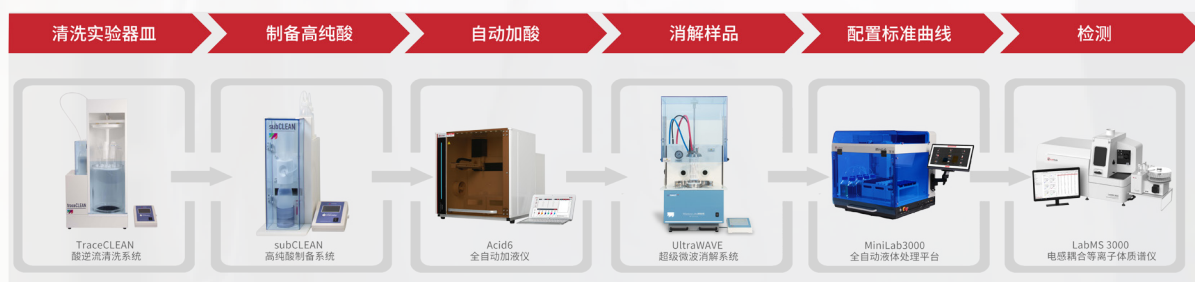 清洗实验器皿
制备高纯酸
自动加酸
消解样品
配置标准曲线
检测
subCLEAN
traceCLEAN
TraceCLEAN
酸逆流清洗系统
subCLEAN
高纯酸制备系统
Acid6
全自动加液仪
UltraWAVE
超级微波消解系统
MiniLab3000
全自动液体处理平台
LabMS 3000
电感耦合等离子体质谱仪